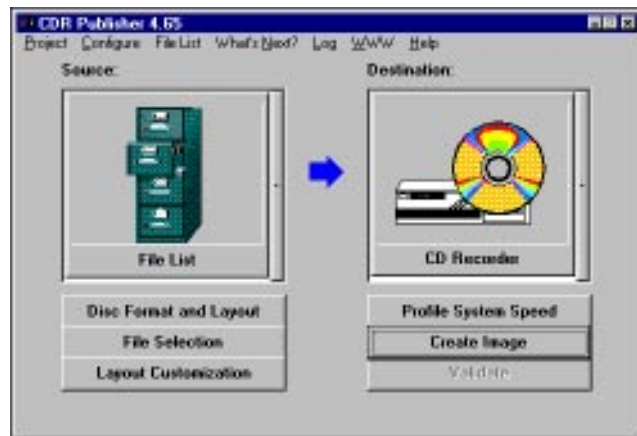 CDR Publisher 4.65
Project Configure File List What's Next? Log WWW Help
Source:
Destination:
File List
CD Recorder
Disc Format and Layout
File Selection
Layout Customization
Profile System Speed
Create Image
Validate